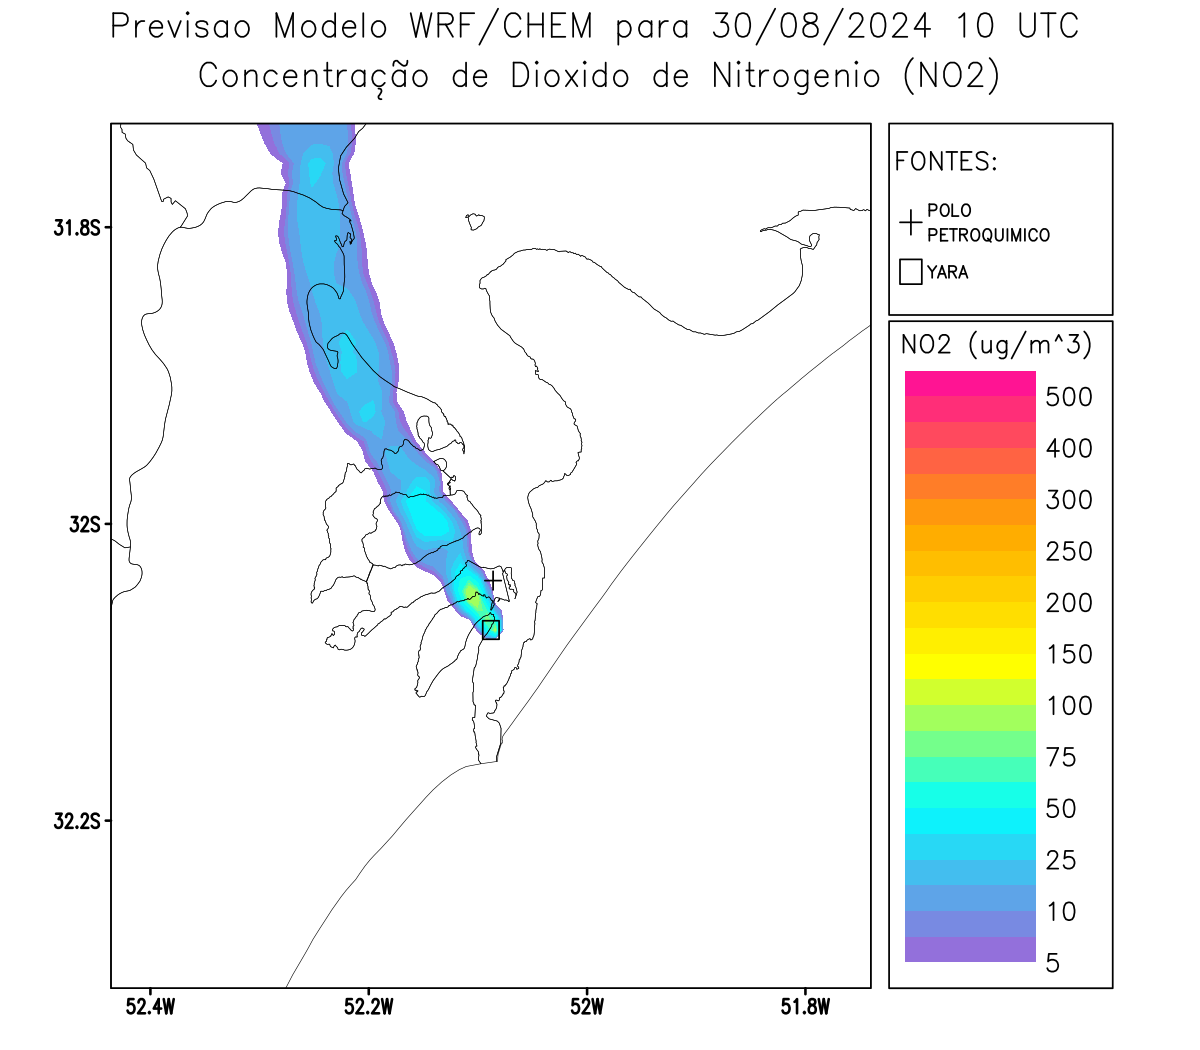 Previsao Modelo WRF/CHEM para 30/08/2024 10 UTC
Concentração de Dioxido de Nitrogenio (NO2)
FONTES:
POLO
PETROQUIMICO
YARA
NO2 (ug/m^3)
500
400
300
250
200
150
100
75
50
25
10
5
31.8S
32S
32.2S
52.4W
52.2W
52W
51.8W